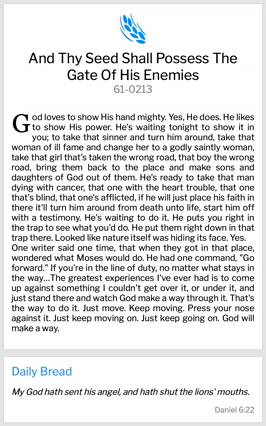 And Thy Seed Shall Possess The
Gate Of His Enemies
61-0213
God loves to show His hand mighty. Yes, He does. He likes
to show His power. He's waiting tonight to show it in
you; to take that sinner and turn him around, take that
woman of ill fame and change her to a godly saintly woman,
take that girl that's taken the wrong road, that boy the wrong
road, bring them back to the place and make sons and
daughters of God out of them. He's ready to take that man
dying with cancer, that one with the heart trouble, that one
that's blind, that one's afflicted, if he will just place his faith in
there it'll turn him around from death unto life, start him off
with a testimony. He's waiting to do it. He puts you right in
the trap to see what you'd do. He put them right down in that
trap there. Looked like nature itself was hiding its face. Yes.
One writer said one time, that when they got in that place,
wondered what Moses would do. He had one command, "Go
forward." If you're in the line of duty, no matter what stays in
the way...The greatest experiences I've ever had is to come
up against something I couldn't get over it, or under it, and
just stand there and watch God make a way through it. That's
the way to do it. Just move. Keep moving. Press your nose
against it. Just keep moving on. Just keep going on. God will
make a way.
Daily Bread
My God hath sent his angel, and hath shut the lions' mouths.
Daniel 6:22